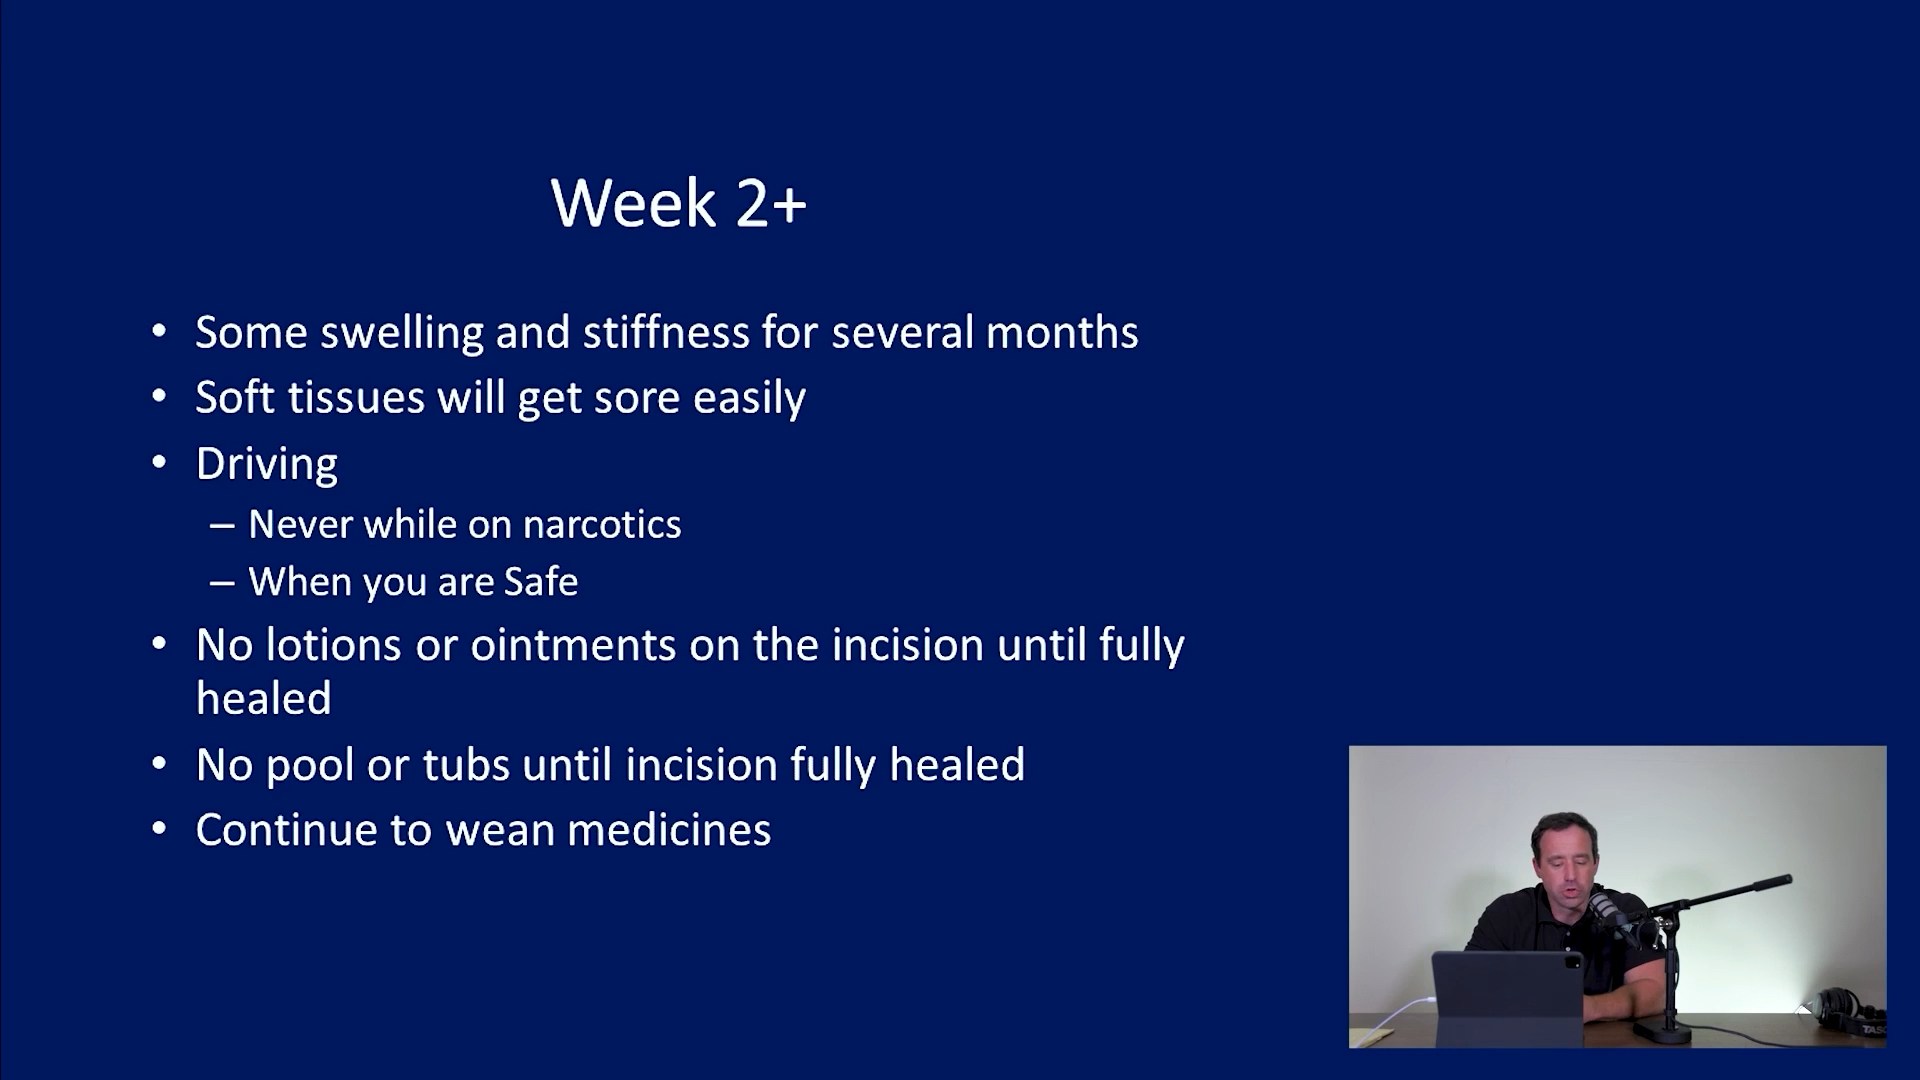 Week 2+
• Some swelling and stiffness for several months
• Soft tissues will get sore easily
• Driving
– Never while on narcotics
– When you are Safe
• No lotions or ointments on the incision until fully
healed
• No pool or tubs until incision fully healed
• Continue to wean medicines